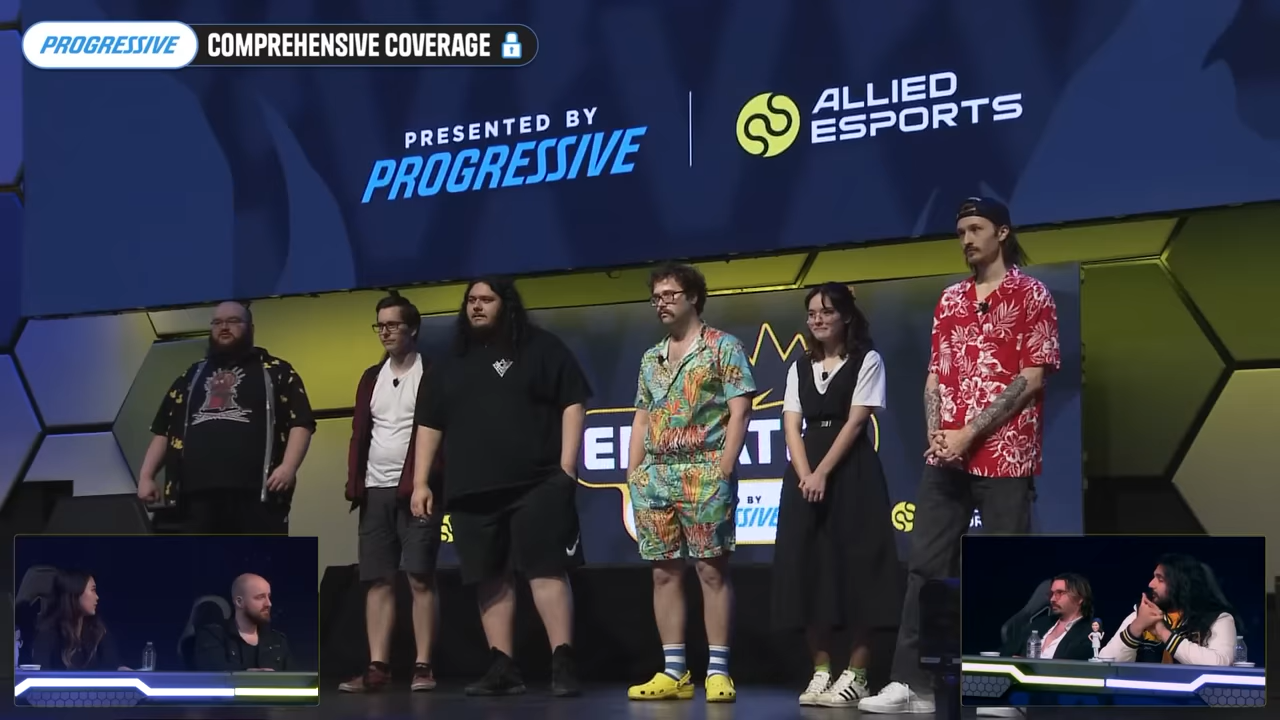 PROGRESSIVE COMPREHENSIVE COVERAGE
PRESENTED BY
PROGRESSIVE
ALLIED
ESPORTS